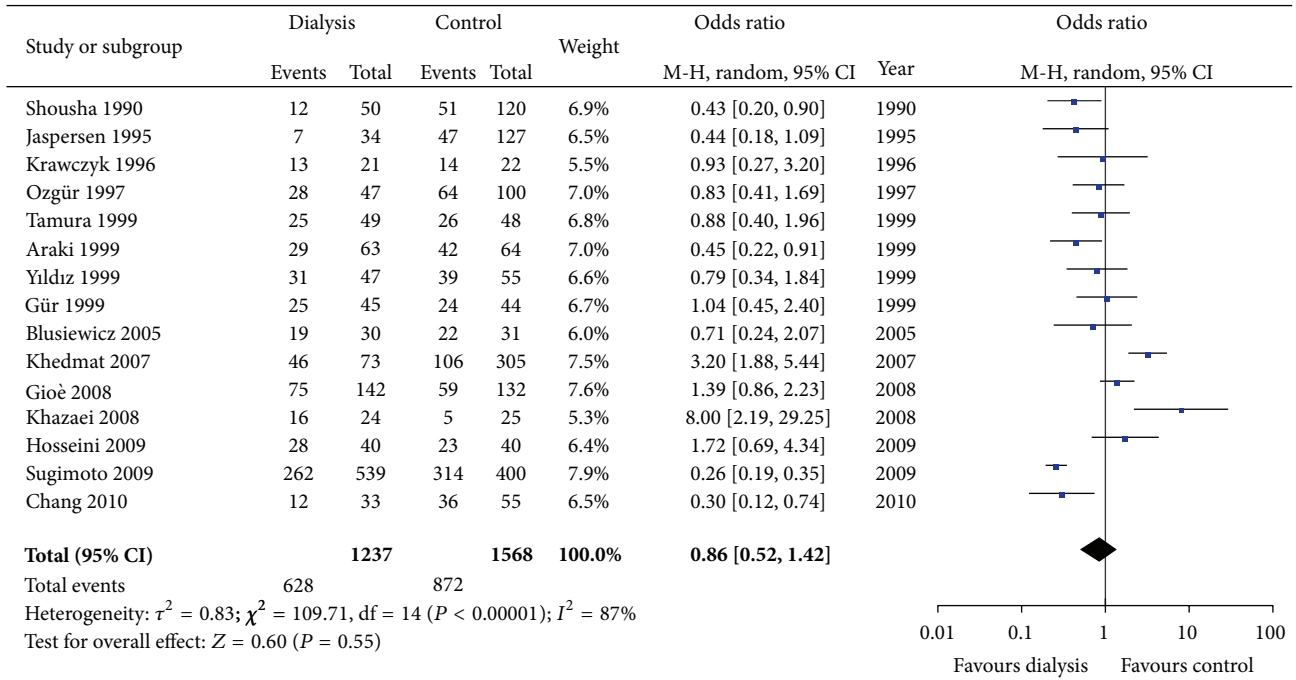 Study or subgroup Dialysis Control Weight Odds ratio Year Odds ratio
Events Total Events Total M-H, random, 95% CI M-H, random, 95% CI
Shousha 1990 12 50 51 120 6.9% 0.43 [0.20, 0.90] 1990
Jaspersen 1995 7 34 47 127 6.5% 0.44 [0.18, 1.09] 1995
Krawczyk 1996 13 21 14 22 5.5% 0.93 [0.27, 3.20] 1996
Ozgür 1997 28 47 64 100 7.0% 0.83 [0.41, 1.69] 1997
Tamura 1999 25 49 26 48 6.8% 0.88 [0.40, 1.96] 1999
Araki 1999 29 63 42 64 7.0% 0.45 [0.22, 0.91] 1999
Yıldız 1999 31 47 39 55 6.6% 0.79 [0.34, 1.84] 1999
Gür 1999 25 45 24 44 6.7% 1.04 [0.45, 2.40] 1999
Blusiewicz 2005 19 30 22 31 6.0% 0.71 [0.24, 2.07] 2005
Khedmat 2007 46 73 106 305 7.5% 3.20 [1.88, 5.44] 2007
Gioè 2008 75 142 59 132 7.6% 1.39 [0.86, 2.23] 2008
Khazaei 2008 16 24 5 25 5.3% 8.00 [2.19, 29.25] 2008
Hosseini 2009 28 40 23 40 6.4% 1.72 [0.69, 4.34] 2009
Sugimoto 2009 262 539 314 400 7.9% 0.26 [0.19, 0.35] 2009
Chang 2010 12 33 36 55 6.5% 0.30 [0.12, 0.74] 2010
Total (95% CI) 1237 1568 100.0% 0.86 [0.52, 1.42]
Total events 628 872
Heterogeneity: τ² = 0.83; χ² = 109.71, df = 14 (P < 0.00001); I² = 87%
Test for overall effect: Z = 0.60 (P = 0.55)
0.01 0.1 1 10 100
Favours dialysis Favours control